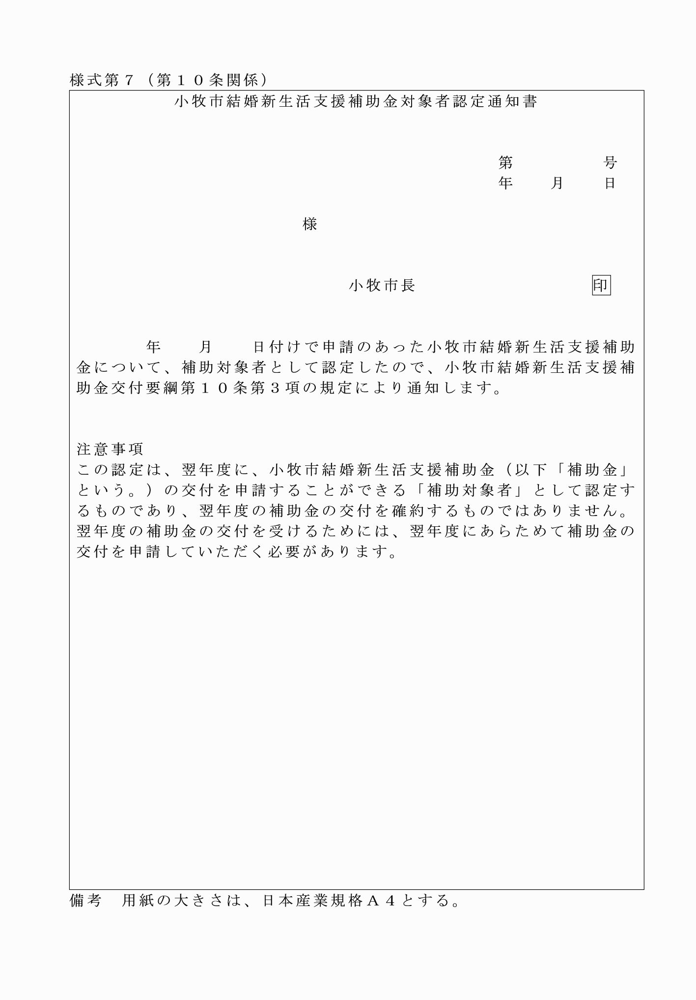 様式第７（第１０条関係）
小牧市結婚新生活支援補助金対象者認定通知書
第　　　　　号
年　　月　　日
様
小牧市長　　　　　　　　　　印
年　　月　　日付けで申請のあった小牧市結婚新生活支援補助
金について、補助対象者として認定したので、小牧市結婚新生活支援補
助金交付要綱第１０条第３項の規定により通知します。
注意事項
この認定は、翌年度に、小牧市結婚新生活支援補助金（以下「補助金」
という。）の交付を申請することができる「補助対象者」として認定す
るものであり、翌年度の補助金の交付を確約するものではありません。
翌年度の補助金の交付を受けるためには、翌年度にあらためて補助金の
交付を申請していただく必要があります。
備考　用紙の大きさは、日本産業規格Ａ４とする。